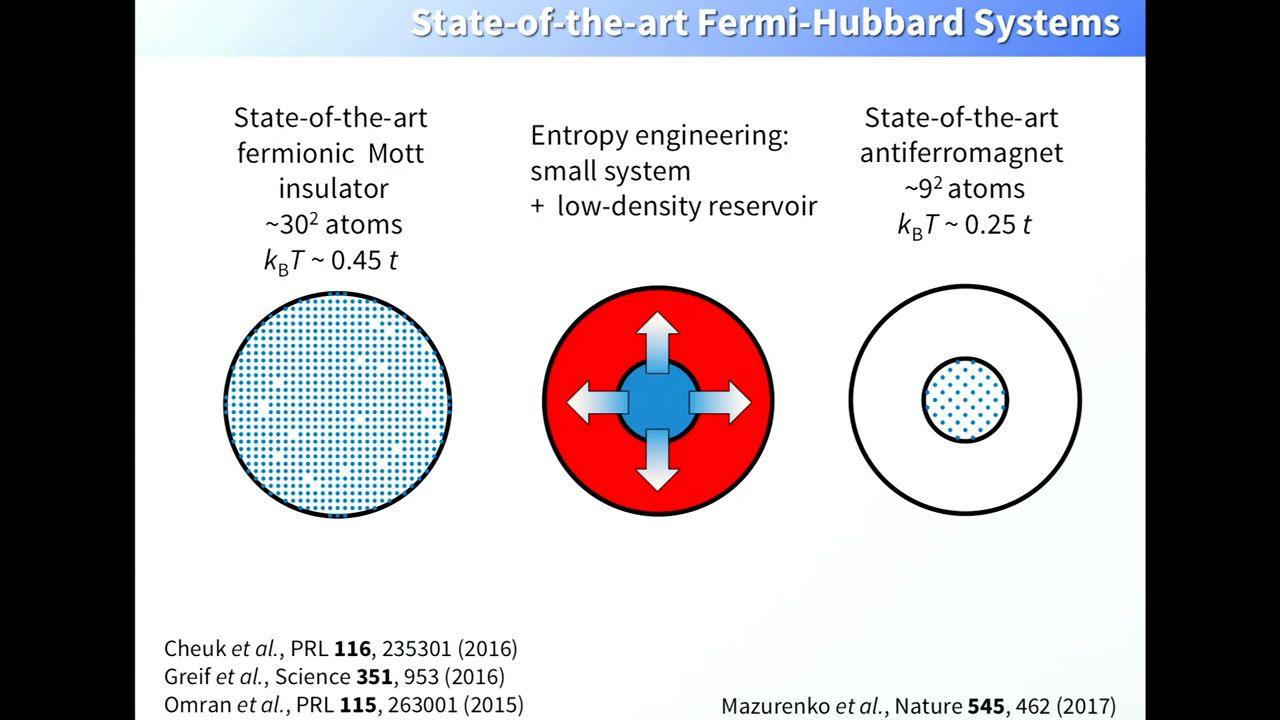 State-of-the-art Fermi-Hubbard Systems
State-of-the-art
fermionic Mott
insulator
~30² atoms
k_BT ~ 0.45 t
Entropy engineering:
small system
+ low-density reservoir
State-of-the-art
antiferromagnet
~9² atoms
k_BT ~ 0.25 t
Cheuk et al., PRL 116, 235301 (2016)
Greif et al., Science 351, 953 (2016)
Omran et al., PRL 115, 263001 (2015)
Mazurenko et al., Nature 545, 462 (2017)